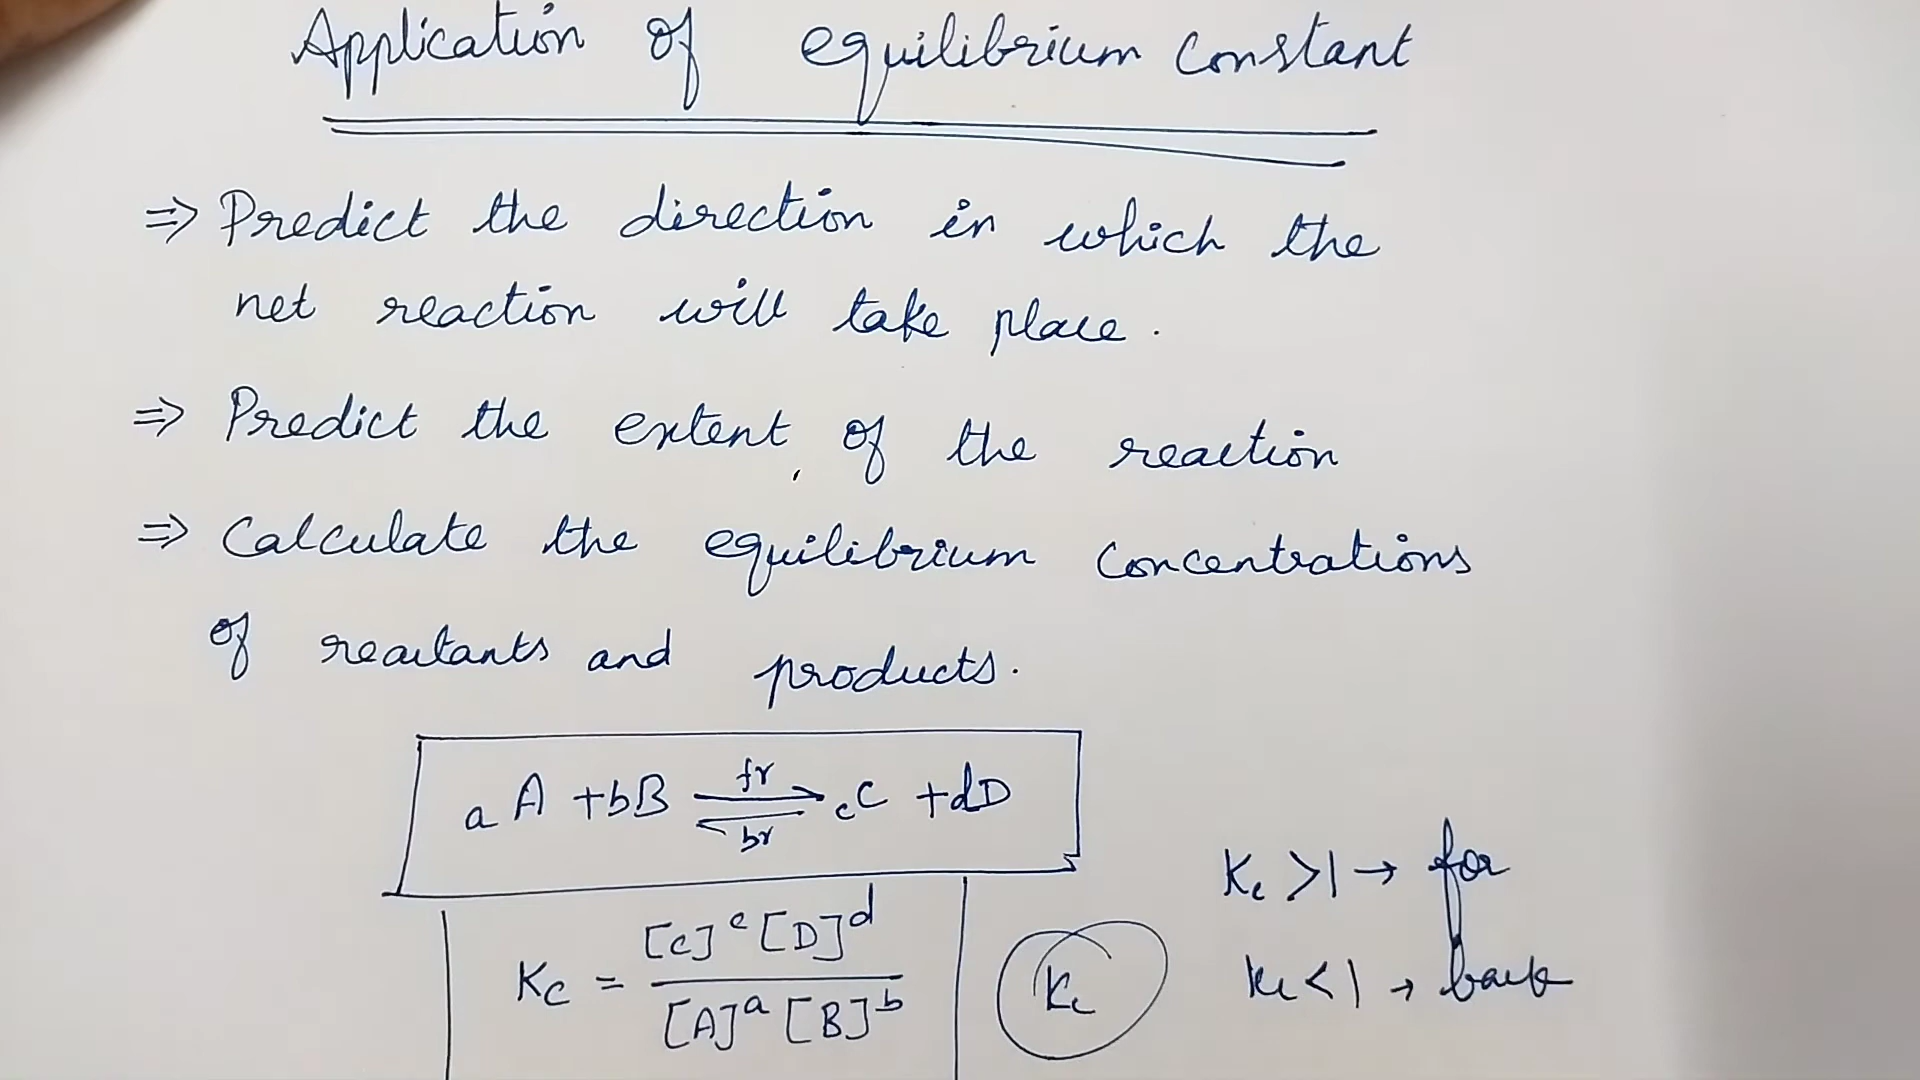 Application of equilibrium constant
⇒ Predict the direction in which the
net reaction will take place.
⇒ Predict the extent of the reaction
⇒ Calculate the equilibrium concentrations
of reactants and products.
aA + bB ⇌ cC + dD
fr
br
Kc = [C]^c [D]^d / [A]^a [B]^b
Kc
Kc > 1 → for
Kc < 1 → back